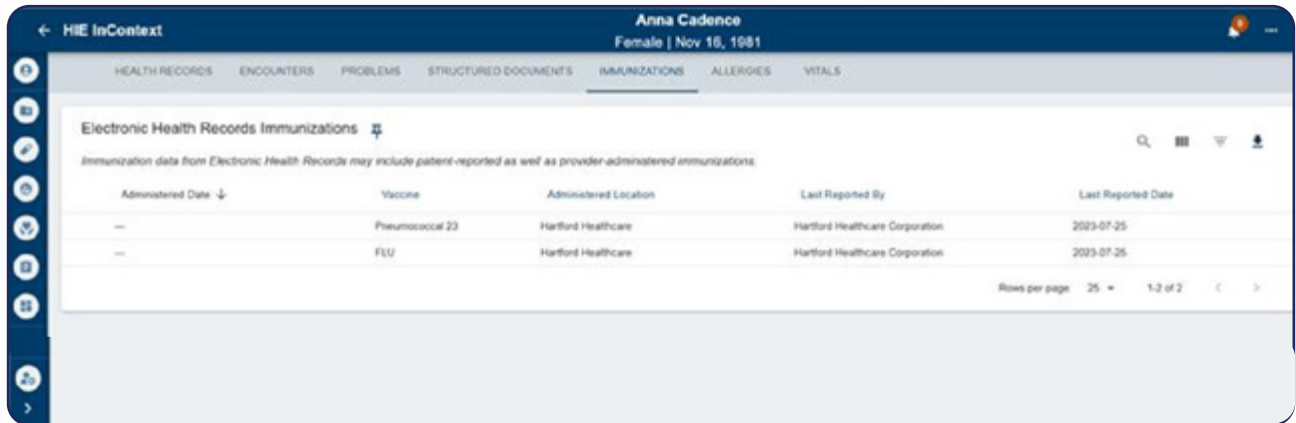 HIE InContext
Anna Cadence
Female | Nov 16, 1981
HEALTH RECORDS ENCOUNTERS PROBLEMS STRUCTURED DOCUMENTS IMMUNIZATIONS ALLERGIES VITALS
Electronic Health Records Immunizations
Immunization data from Electronic Health Records may include patient-reported as well as provider-administered immunizations.
Administered Date Vaccine Administered Location Last Reported By Last Reported Date
— Pneumococcal 23 Hartford Healthcare Hartford Healthcare Corporation 2023-07-25
— FLU Hartford Healthcare Hartford Healthcare Corporation 2023-07-25
Rows per page: 25 1-2 of 2